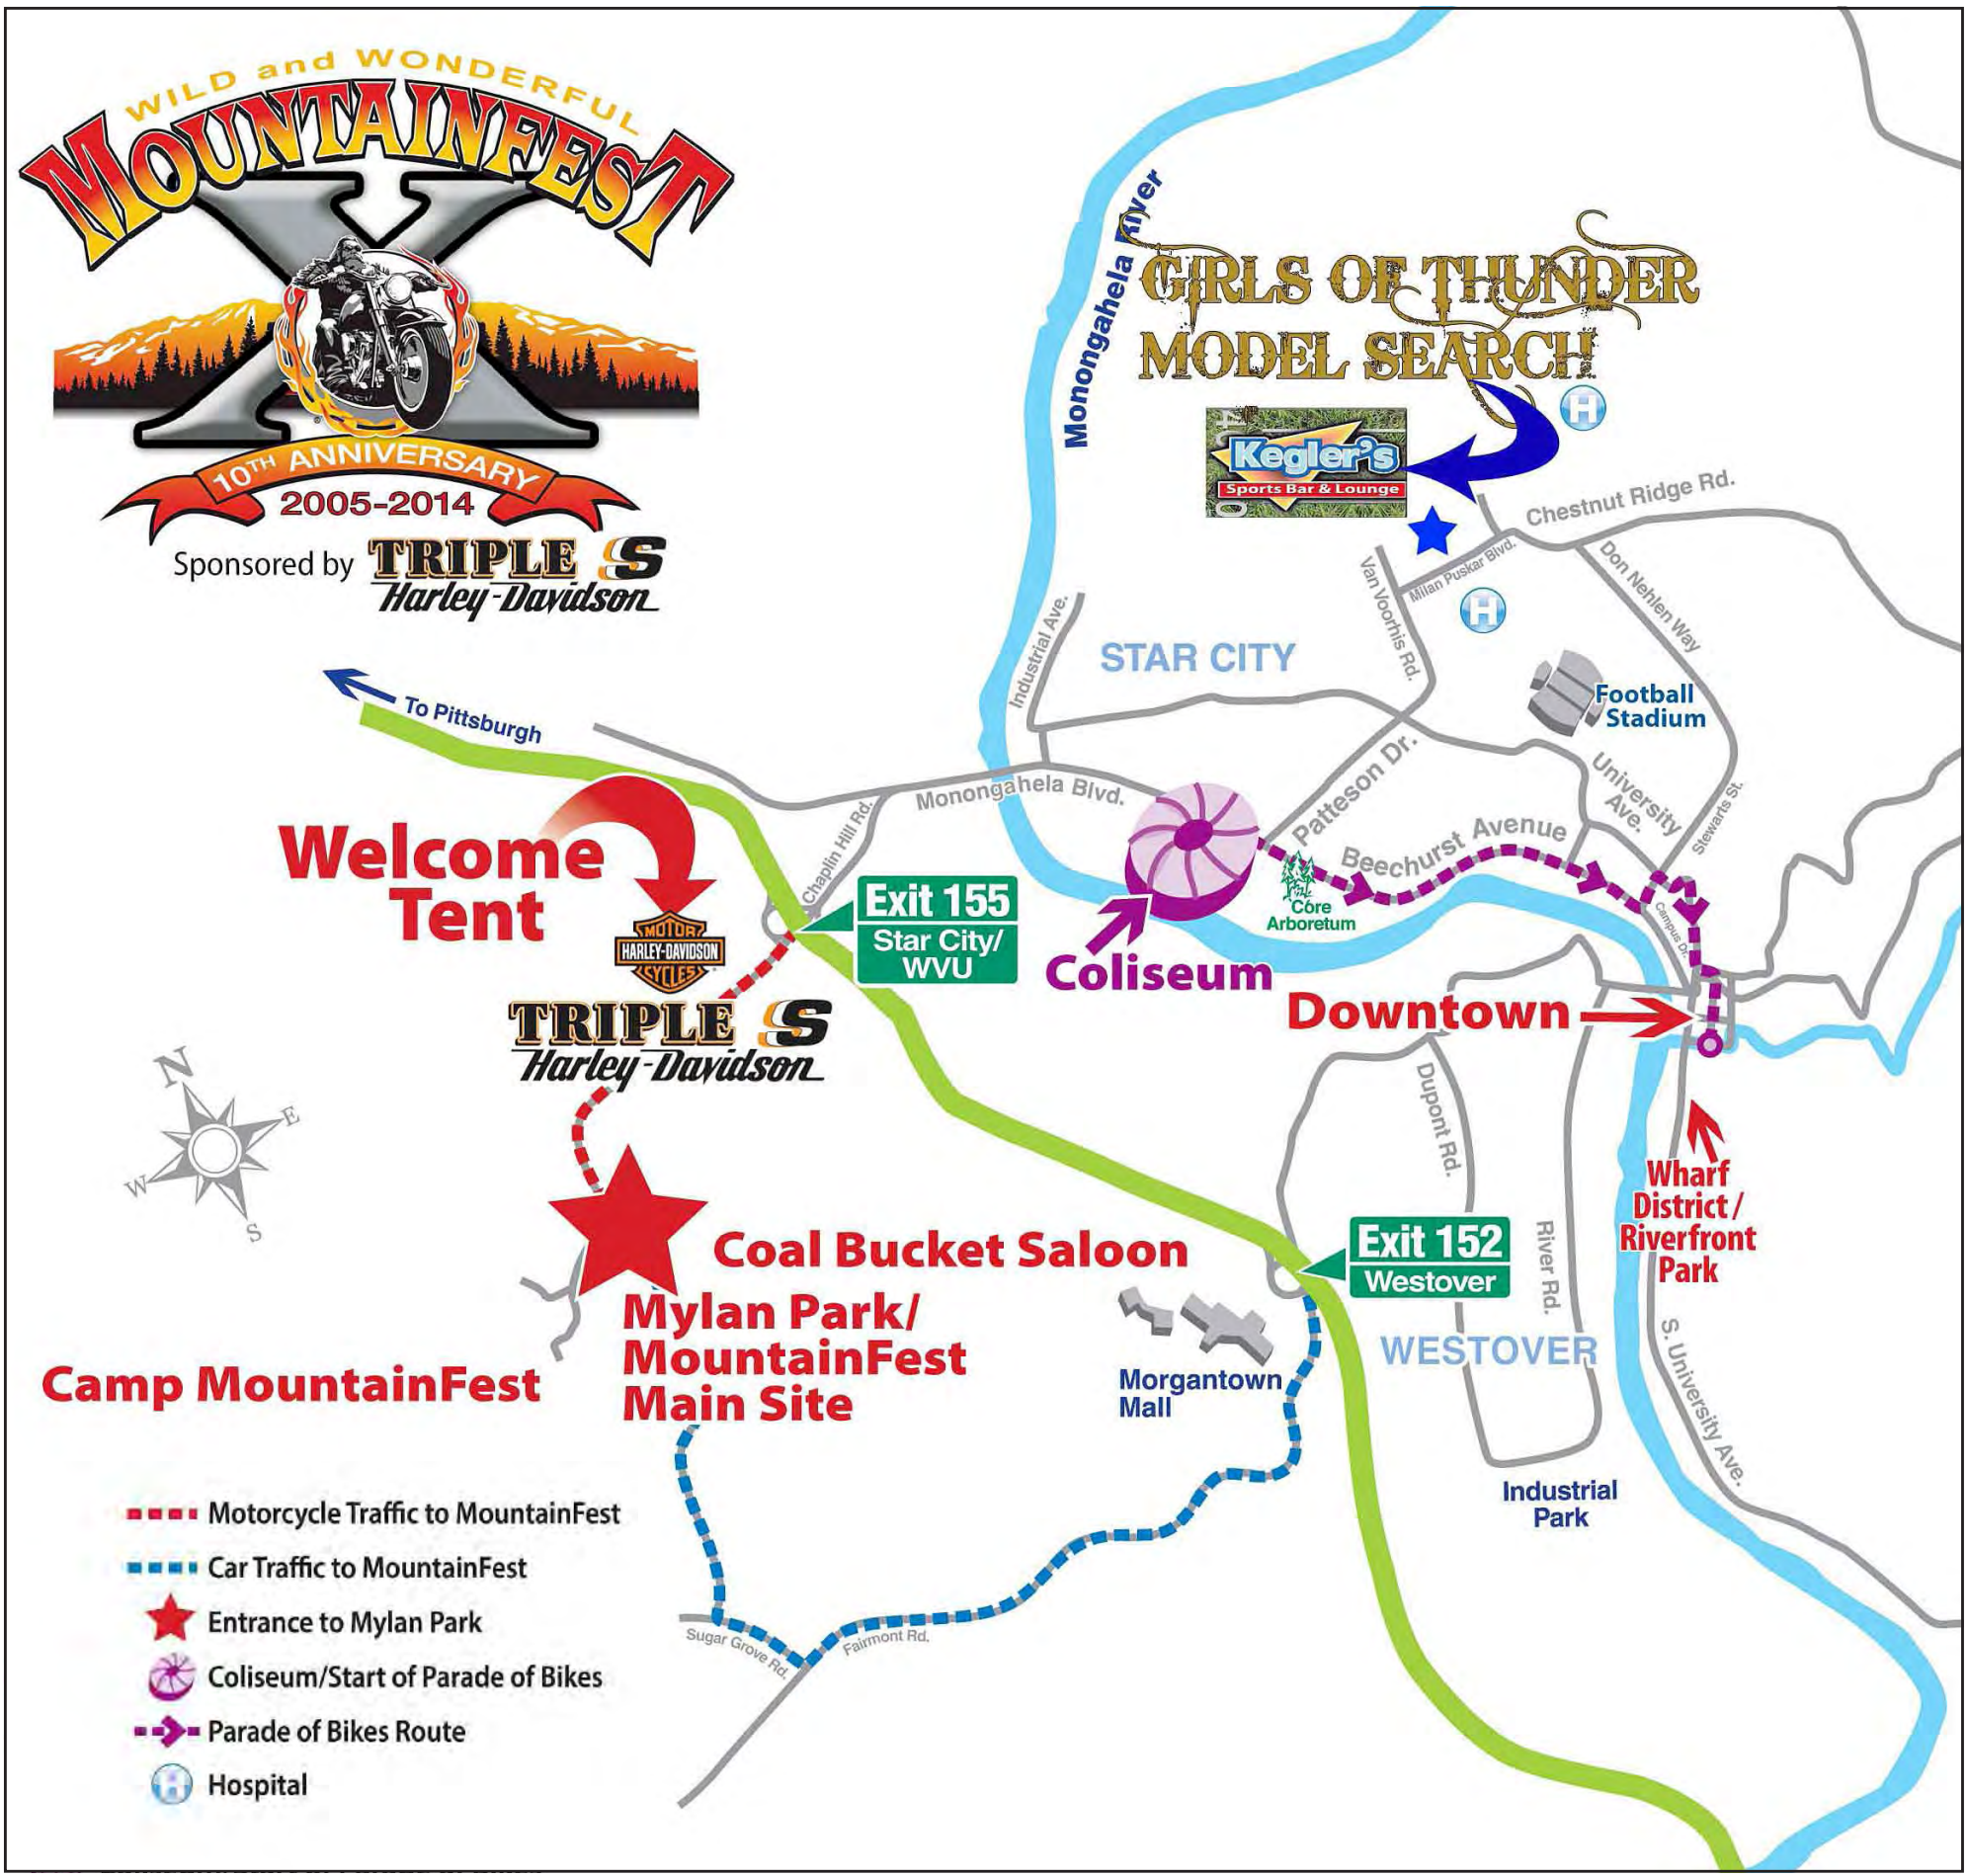 WILD and WONDERFUL
MOUNTAINFEST
X
10TH ANNIVERSARY
2005-2014
Sponsored by TRIPLE S
Harley-Davidson
Monongahela River
GIRLS OF THUNDER
MODEL SEARCH
H
Kegler's
Sports Bar & Lounge
Chestnut Ridge Rd.
Milan Puskar Blvd.
Van Voorhis Rd.
Don Nehlen Way
H
Industrial Ave.
STAR CITY
Football
Stadium
To Pittsburgh
Monongahela Blvd.
Patteson Dr.
University
Ave.
Stewarts St.
Beechurst Avenue
Chaplin Hill Rd.
Welcome
Tent
MOTOR
HARLEY-DAVIDSON
CYCLES
TRIPLE S
Harley-Davidson
Exit 155
Star City/
WVU
Core
Arboretum
Campus Dr.
Coliseum
Downtown
N
E
W
S
Dupont Rd.
River Rd.
Wharf
District/
Riverfront
Park
S. University Ave.
Coal Bucket Saloon
Exit 152
Westover
Mylan Park/
MountainFest
Main Site
Camp MountainFest
WESTOVER
Morgantown
Mall
Industrial
Park
Sugar Grove Rd.
Fairmont Rd.
Motorcycle Traffic to MountainFest
Car Traffic to MountainFest
Entrance to Mylan Park
Coliseum/Start of Parade of Bikes
Parade of Bikes Route
H Hospital